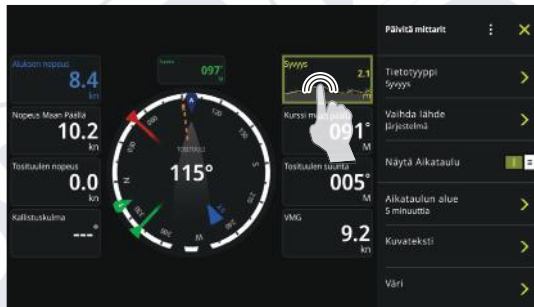 Aluksen nopeus
8.4
kn
Nopeus Maan Päällä
10.2
kn
Tosituulen nopeus
0.0
kn
Kallistuskulma
---°
097°
M
A
TOSITUULI
115°
N
S
W
Syvyys
2.1
m
Kurssi maan päällä
091°
M
Tosituulen suunta
005°
M
VMG
9.2
kn
Päivitä mittarit
Tietotyyppi
Syvyys
Vaihda lähde
Järjestelmä
Näytä Aikataulu
Aikataulun alue
5 minuuttia
Kuvateksti
Väri